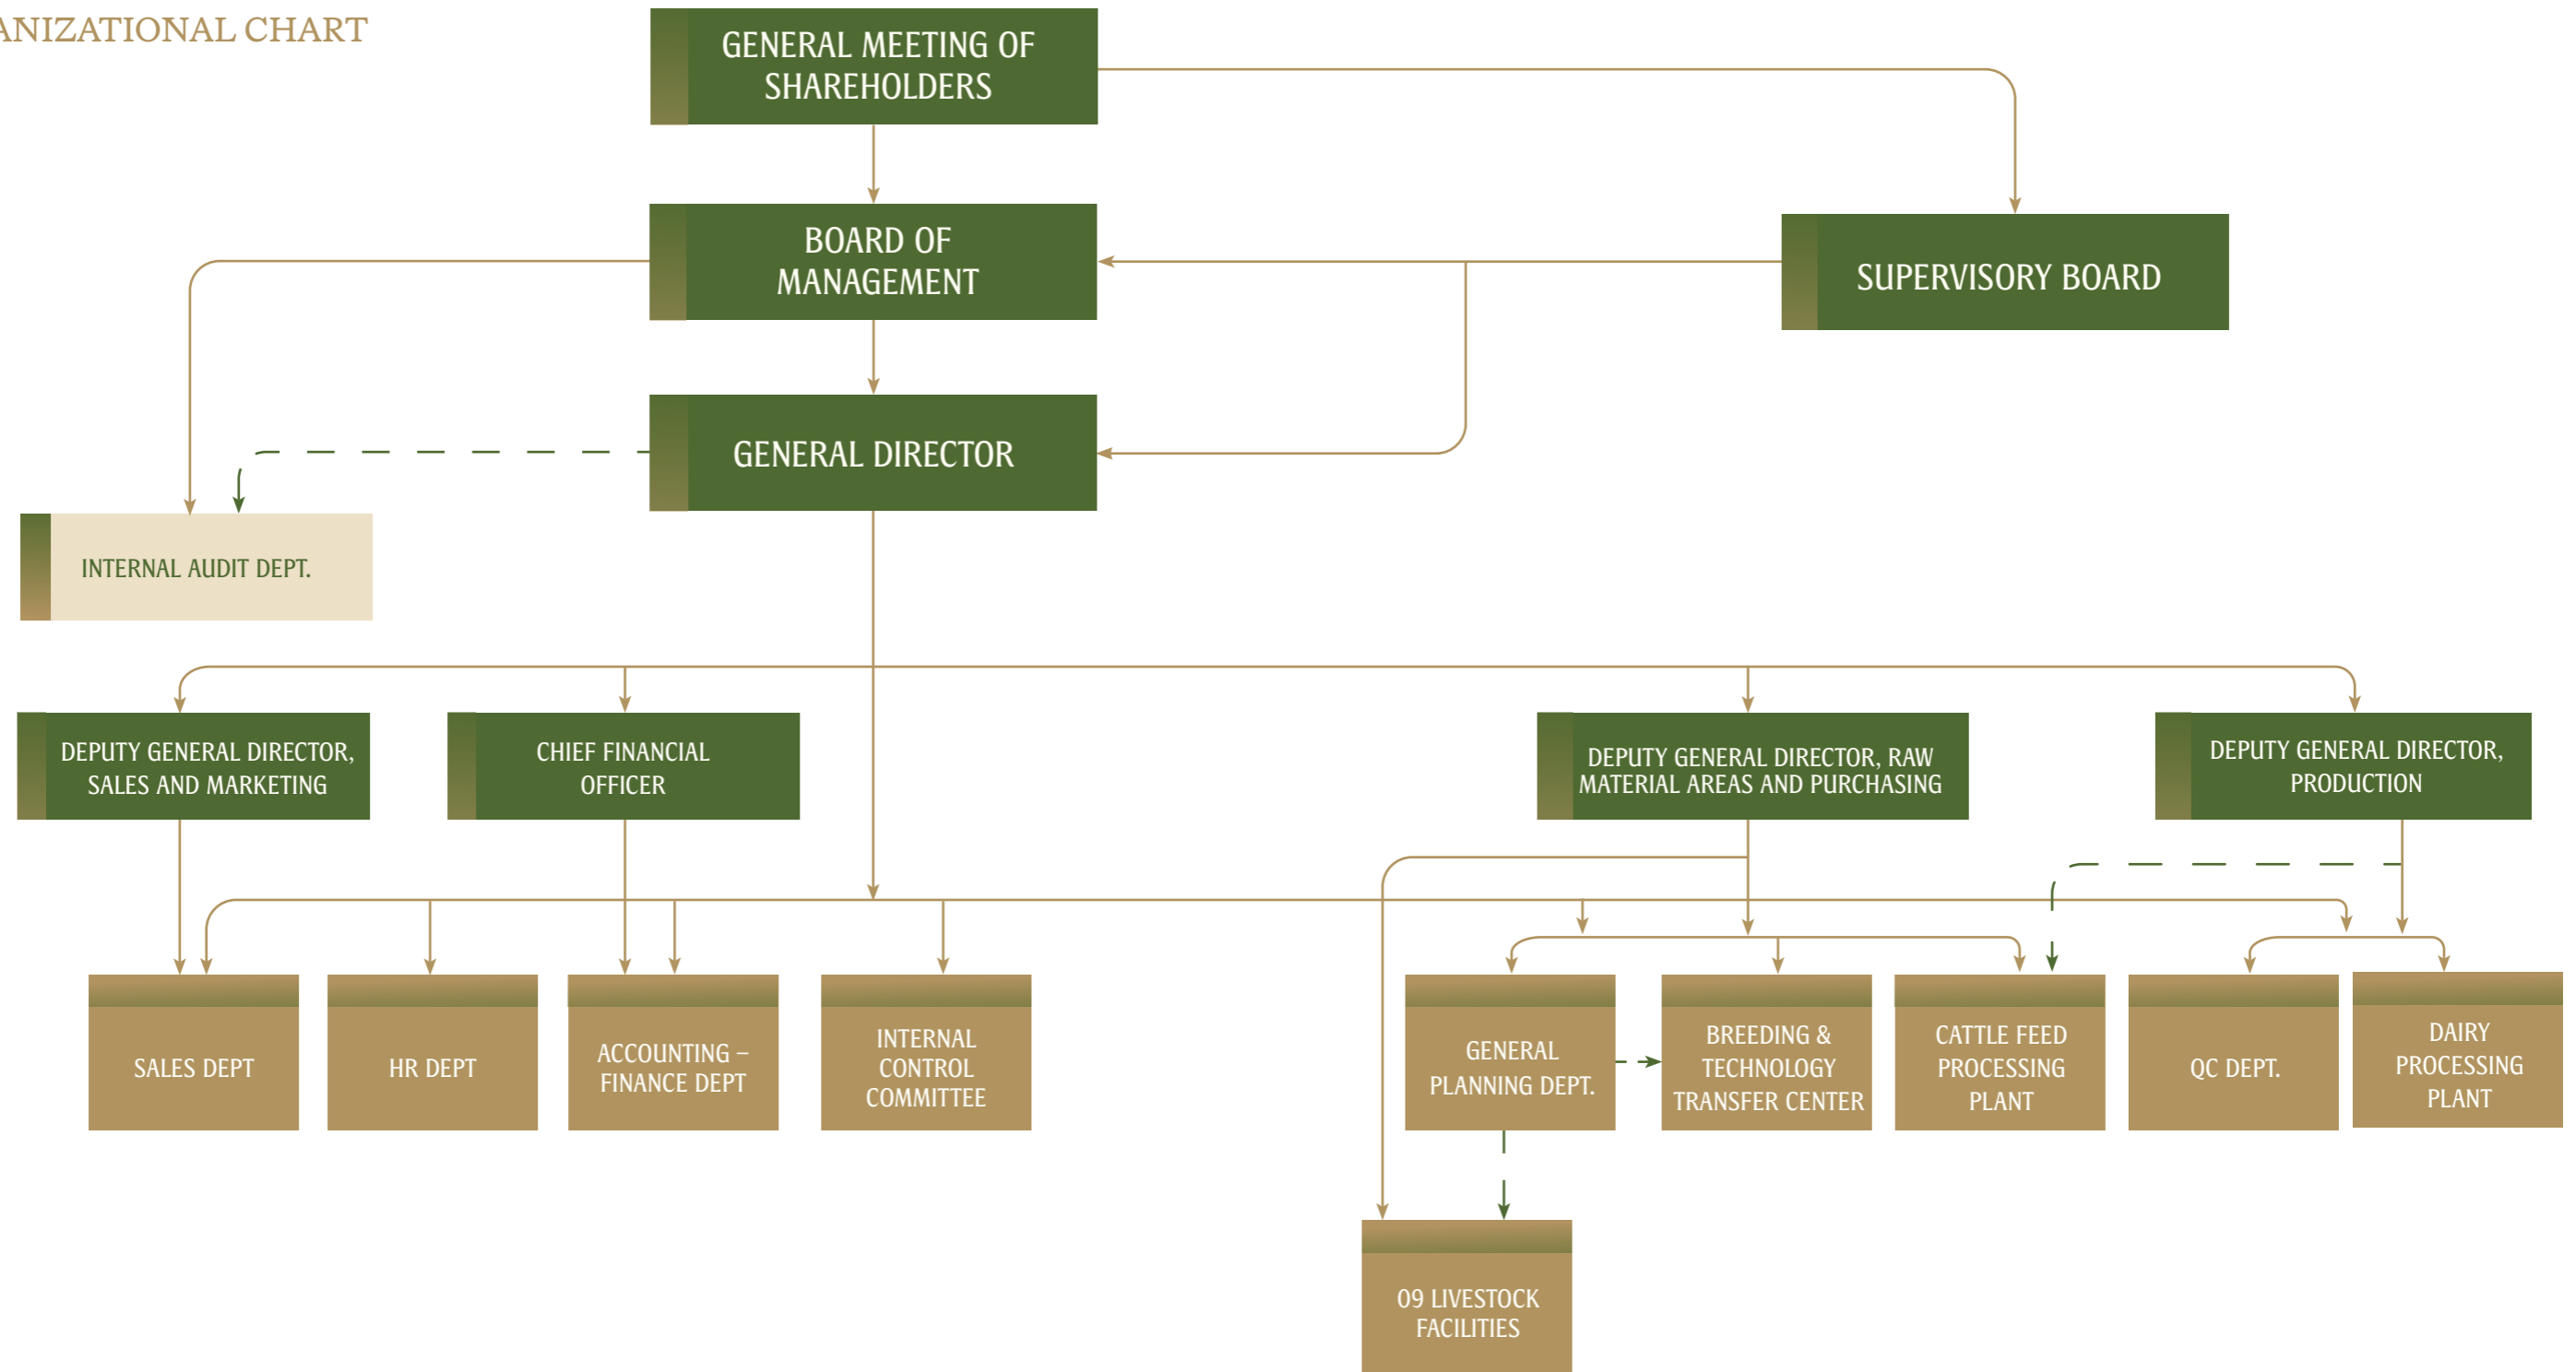 ANIZATIONAL CHART
GENERAL MEETING OF
SHAREHOLDERS
BOARD OF
MANAGEMENT
SUPERVISORY BOARD
GENERAL DIRECTOR
INTERNAL AUDIT DEPT.
DEPUTY GENERAL DIRECTOR,
SALES AND MARKETING
CHIEF FINANCIAL
OFFICER
DEPUTY GENERAL DIRECTOR, RAW
MATERIAL AREAS AND PURCHASING
DEPUTY GENERAL DIRECTOR,
PRODUCTION
SALES DEPT
HR DEPT
ACCOUNTING –
FINANCE DEPT
INTERNAL
CONTROL
COMMITTEE
GENERAL
PLANNING DEPT.
BREEDING &
TECHNOLOGY
TRANSFER CENTER
CATTLE FEED
PROCESSING
PLANT
QC DEPT.
DAIRY
PROCESSING
PLANT
09 LIVESTOCK
FACILITIES